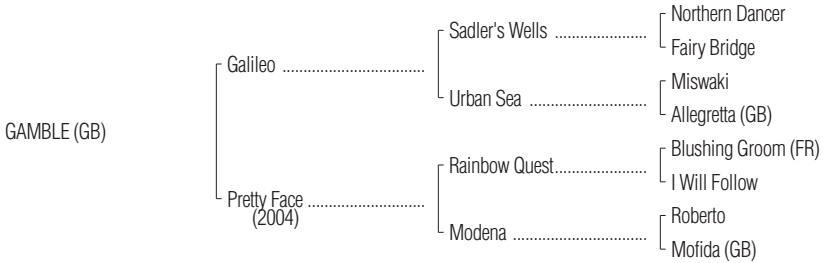 GAMBLE (GB)
Galileo ..................................
Pretty Face ............................
(2004)
Sadler's Wells ......................
Urban Sea ............................
Rainbow Quest......................
Modena ................................
Northern Dancer
Fairy Bridge
Miswaki
Allegretta (GB)
Blushing Groom (FR)
I Will Follow
Roberto
Mofida (GB)